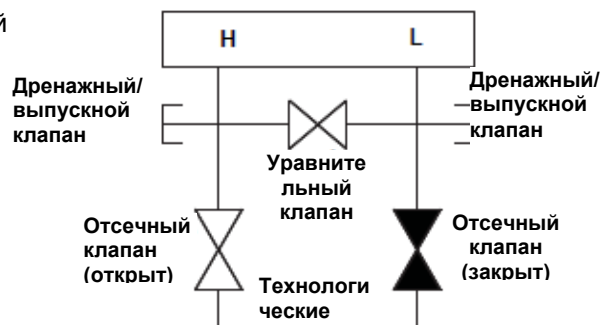 й
H L
Дренажный/
выпускной
клапан
Дренажный/
выпускной
клапан
Уравните
льный
клапан
Отсечный
клапан
(открыт)
Отсечный
клапан
(закрыт)
Технологи
ческие